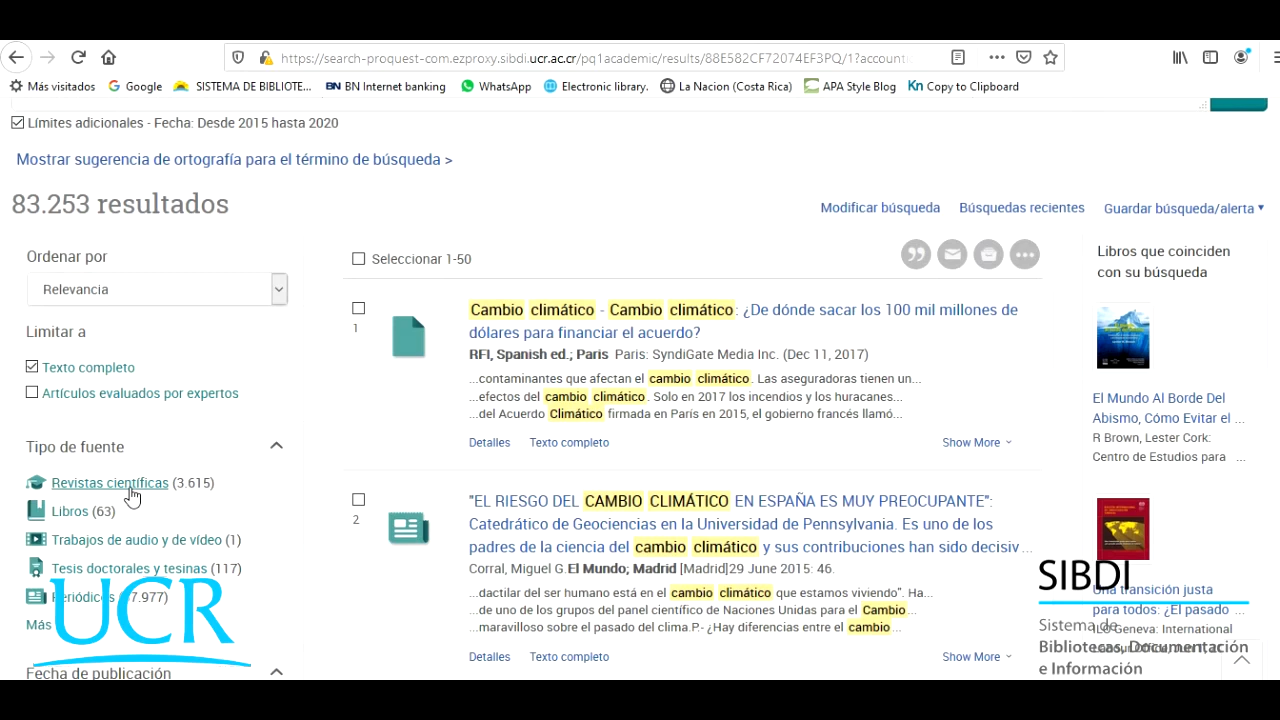 https://search-proquest-com.ezproxy.sibdi.ucr.ac.cr/pq1academic/results/88E582CF72074EF3PQ/1?account
Más visitados Google SISTEMA DE BIBLIOTE... BN BN Internet banking WhatsApp Electronic library. La Nacion (Costa Rica) APA Style Blog Kn Copy to Clipboard
Límites adicionales - Fecha: Desde 2015 hasta 2020
Mostrar sugerencia de ortografía para el término de búsqueda >
83.253 resultados
Modificar búsqueda Búsquedas recientes Guardar búsqueda/alerta
Ordenar por
Relevancia
Limitar a
Texto completo
Artículos evaluados por expertos
Tipo de fuente
Revistas científicas (3.615)
Libros (63)
Trabajos de audio y de vídeo (1)
Tesis doctorales y tesinas (117)
Periódicos 7.977)
Más
Fecha de publicación
UCR
Seleccionar 1-50
1
Cambio climático - Cambio climático: ¿De dónde sacar los 100 mil millones de
dólares para financiar el acuerdo?
RFI, Spanish ed.; Paris Paris: SyndiGate Media Inc. (Dec 11, 2017)
...contaminantes que afectan el cambio climático. Las aseguradoras tienen un...
...efectos del cambio climático. Solo en 2017 los incendios y los huracanes...
...del Acuerdo Climático firmada en París en 2015, el gobierno francés llamó...
Detalles Texto completo Show More
2
"EL RIESGO DEL CAMBIO CLIMÁTICO EN ESPAÑA ES MUY PREOCUPANTE":
Catedrático de Geociencias en la Universidad de Pennsylvania. Es uno de los
padres de la ciencia del cambio climático y sus contribuciones han sido decisiv...
Corral, Miguel G.El Mundo; Madrid [Madrid]29 June 2015: 46.
...dactilar del ser humano está en el cambio climático que estamos viviendo". Ha...
...de uno de los grupos del panel científico de Naciones Unidas para el Cambio...
...maravilloso sobre el pasado del clima.P.- ¿Hay diferencias entre el cambio...
Detalles Texto completo Show More
Libros que coinciden
con su búsqueda
El Mundo Al Borde Del
Abismo, Cómo Evitar el ...
R Brown, Lester Cork:
Centro de Estudios para ...
Una transición justa
para todos: ¿El pasado ...
ILO Geneva: International
SIBDI
Sistema de
Bibliotecas, Documentación
e Información